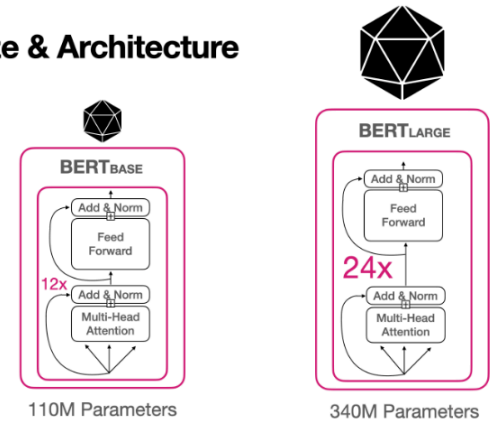 & Architecture
BERTBASE
Add & Norm
Feed
Forward
12x
Add & Norm
Multi-Head
Attention
110M Parameters
BERTLARGE
Add & Norm
Feed
Forward
24x
Add & Norm
Multi-Head
Attention
340M Parameters